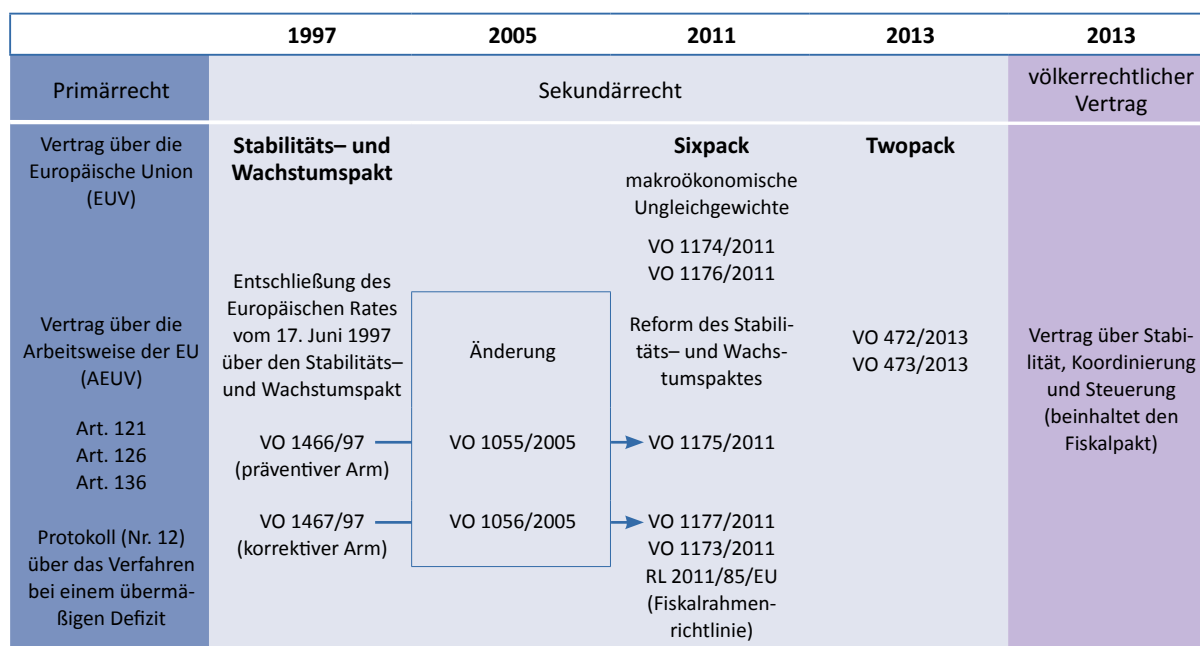 1997
2005
2011
2013
2013
Primärrecht
Sekundärrecht
völkerrechtlicher
Vertrag
Vertrag über die
Europäische Union
(EUV)
Vertrag über die
Arbeitsweise der EU
(AEUV)
Art. 121
Art. 126
Art. 136
Protokoll (Nr. 12)
über das Verfahren
bei einem übermä-
ßigen Defizit
Stabilitäts– und
Wachstumspakt
Entschließung des
Europäischen Rates
vom 17. Juni 1997
über den Stabilitäts–
und Wachstumspakt
VO 1466/97
(präventiver Arm)
VO 1467/97
(korrektiver Arm)
Änderung
VO 1055/2005
VO 1056/2005
Sixpack
makroökonomische
Ungleichgewichte
VO 1174/2011
VO 1176/2011
Reform des Stabili-
täts– und Wachs-
tumspaktes
VO 1175/2011
VO 1177/2011
VO 1173/2011
RL 2011/85/EU
(Fiskalrahmen-
richtlinie)
Twopack
VO 472/2013
VO 473/2013
Vertrag über Stabi-
lität, Koordinierung
und Steuerung
(beinhaltet den
Fiskalpakt)